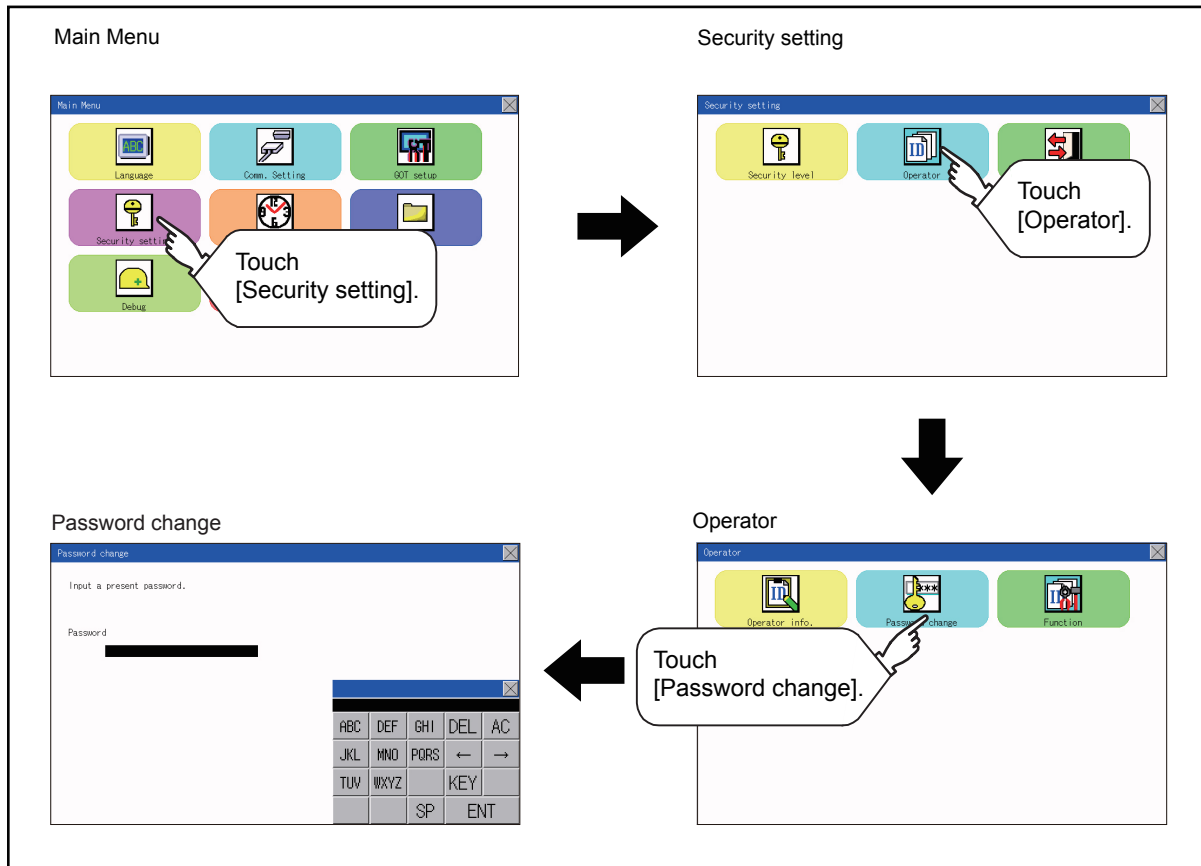 Main Menu
Security setting
Main Menu
Language
Comm. Setting
GOT setup
Security settin
Debug
Touch
[Security setting].
Security setting
Security level
Operator
Touch
[Operator].
Password change
Operator
Password change
Input a present password.
Password
ABC DEF GHI DEL AC
JKL MNO PQRS ← →
TUV WXYZ KEY
SP ENT
Operator
Operator info.
Password change
Function
Touch
[Password change].